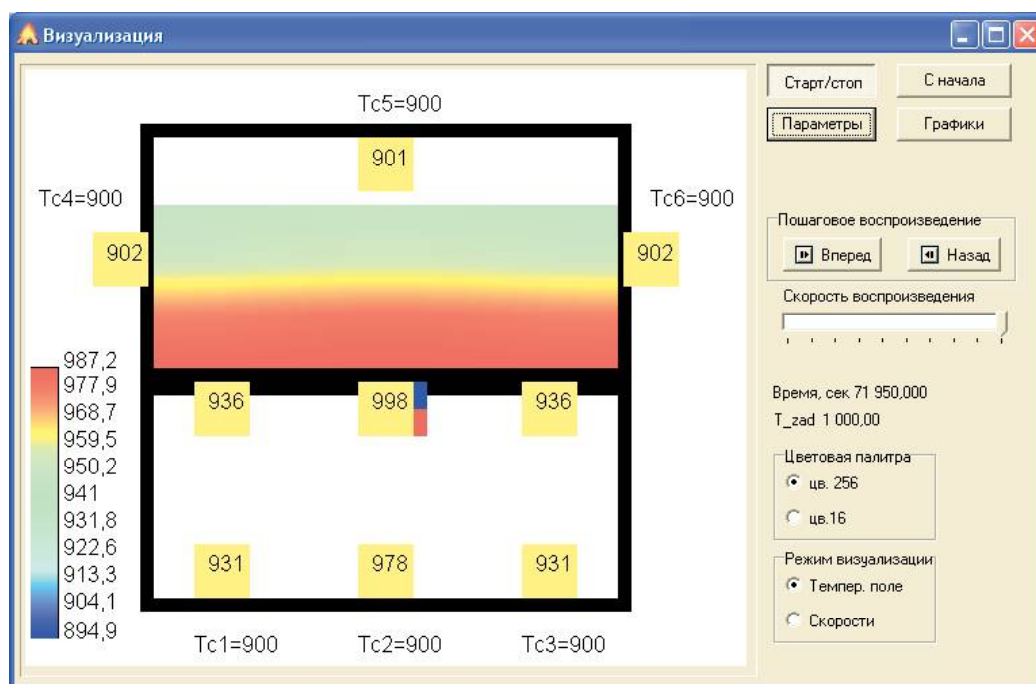 Визуализация
Tc5=900
901
Tc4=900
Tc6=900
902
902
987,2
977,9
968,7
959,5
950,2
941
931,8
922,6
913,3
904,1
894,9
936
998
936
931
978
931
Tc1=900
Tc2=900
Tc3=900
Старт/стоп
С начала
Параметры
Графики
Пошаговое воспроизведение
Вперед
Назад
Скорость воспроизведения
Время, сек 71 950,000
T_zad 1 000,00
Цветовая палитра
цв. 256
цв.16
Режим визуализации
Темпер. поле
Скорости